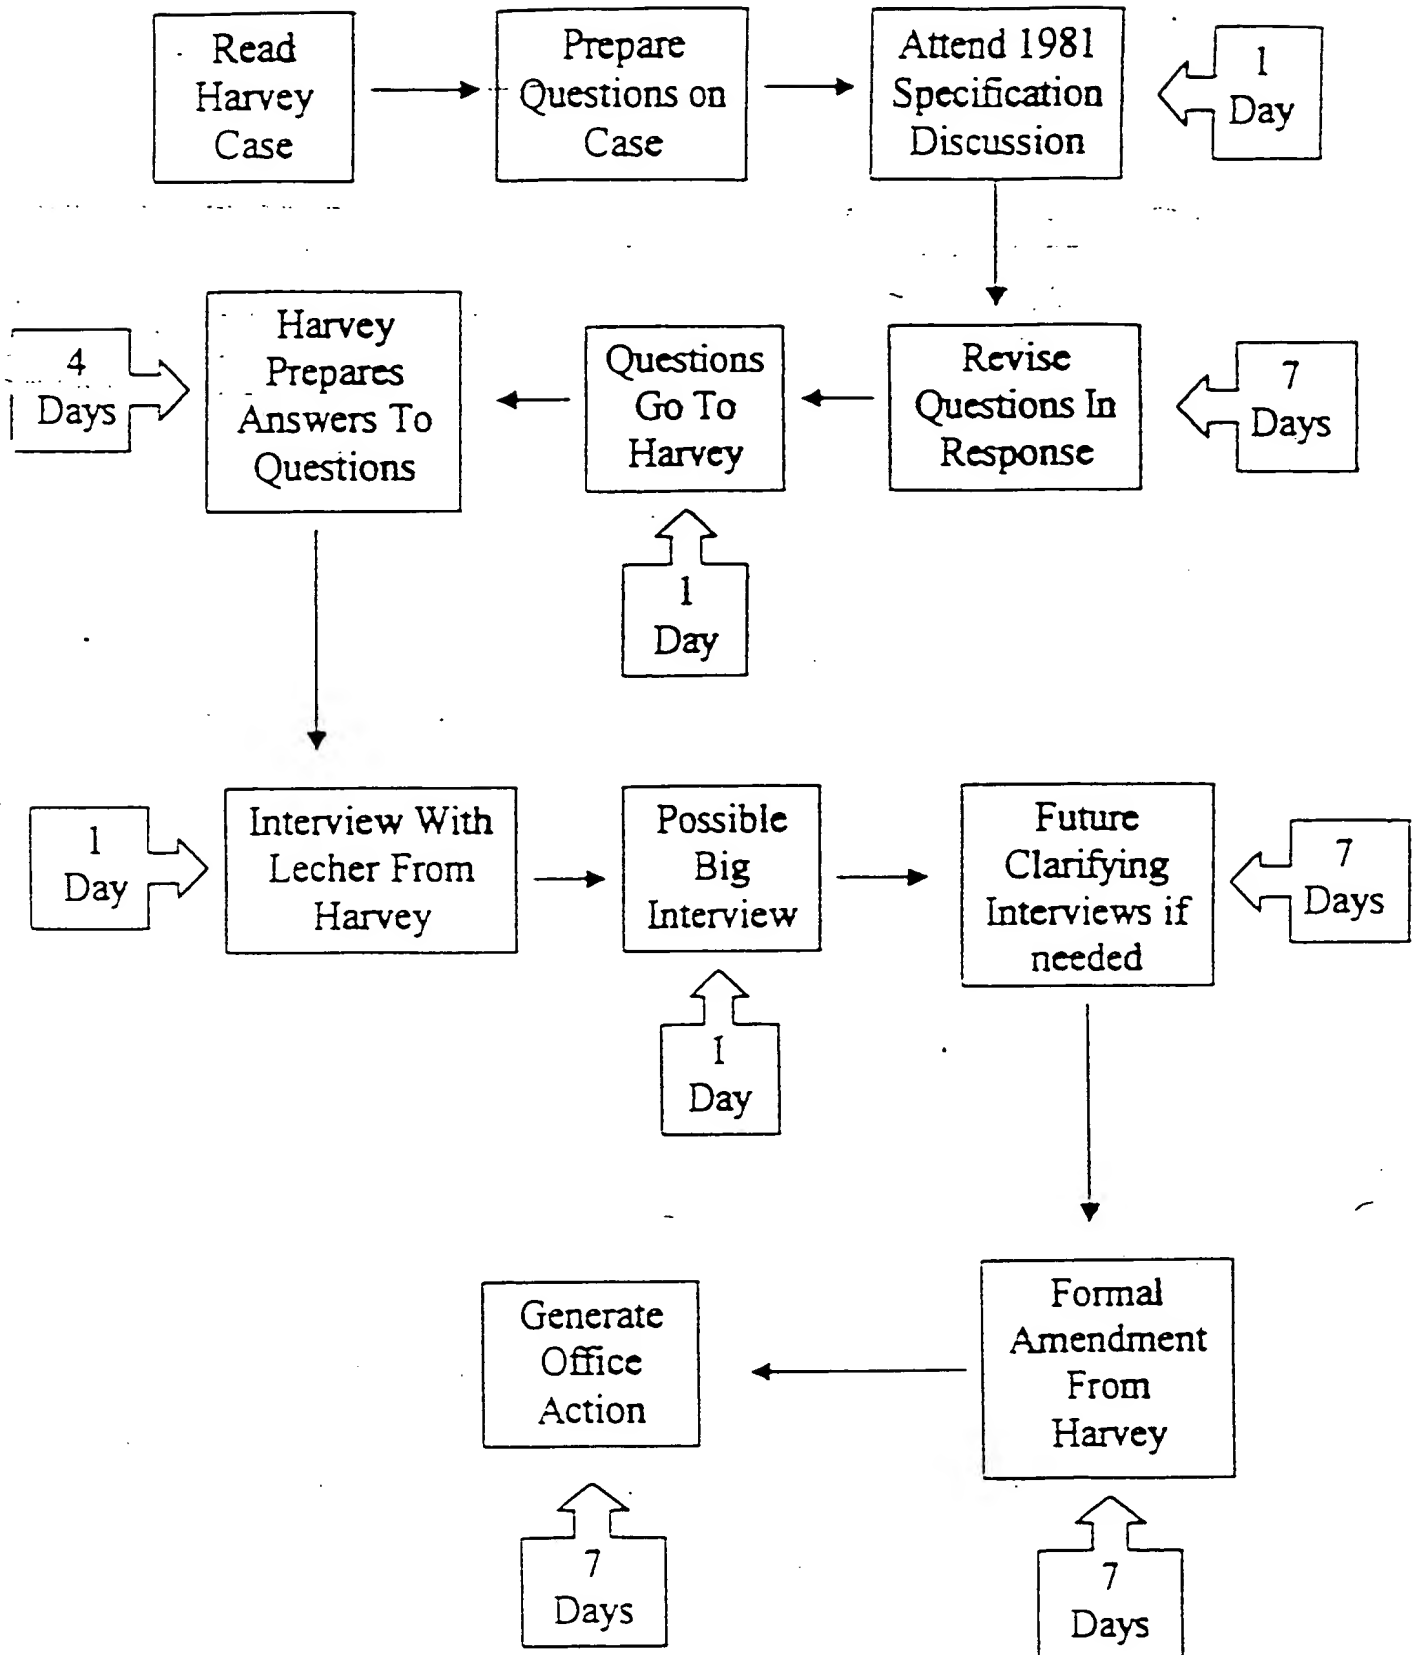 Read
Harvey
Case
Prepare
Questions on
Case
Attend 1981
Specification
Discussion
1
Day
Revise
Questions In
Response
7
Days
Questions
Go To
Harvey
1
Day
Harvey
Prepares
Answers To
Questions
4
Days
Interview With
Lecher From
Harvey
1
Day
Possible
Big
Interview
1
Day
Future
Clarifying
Interviews if
needed
7
Days
Formal
Amendment
From
Harvey
7
Days
Generate
Office
Action
7
Days